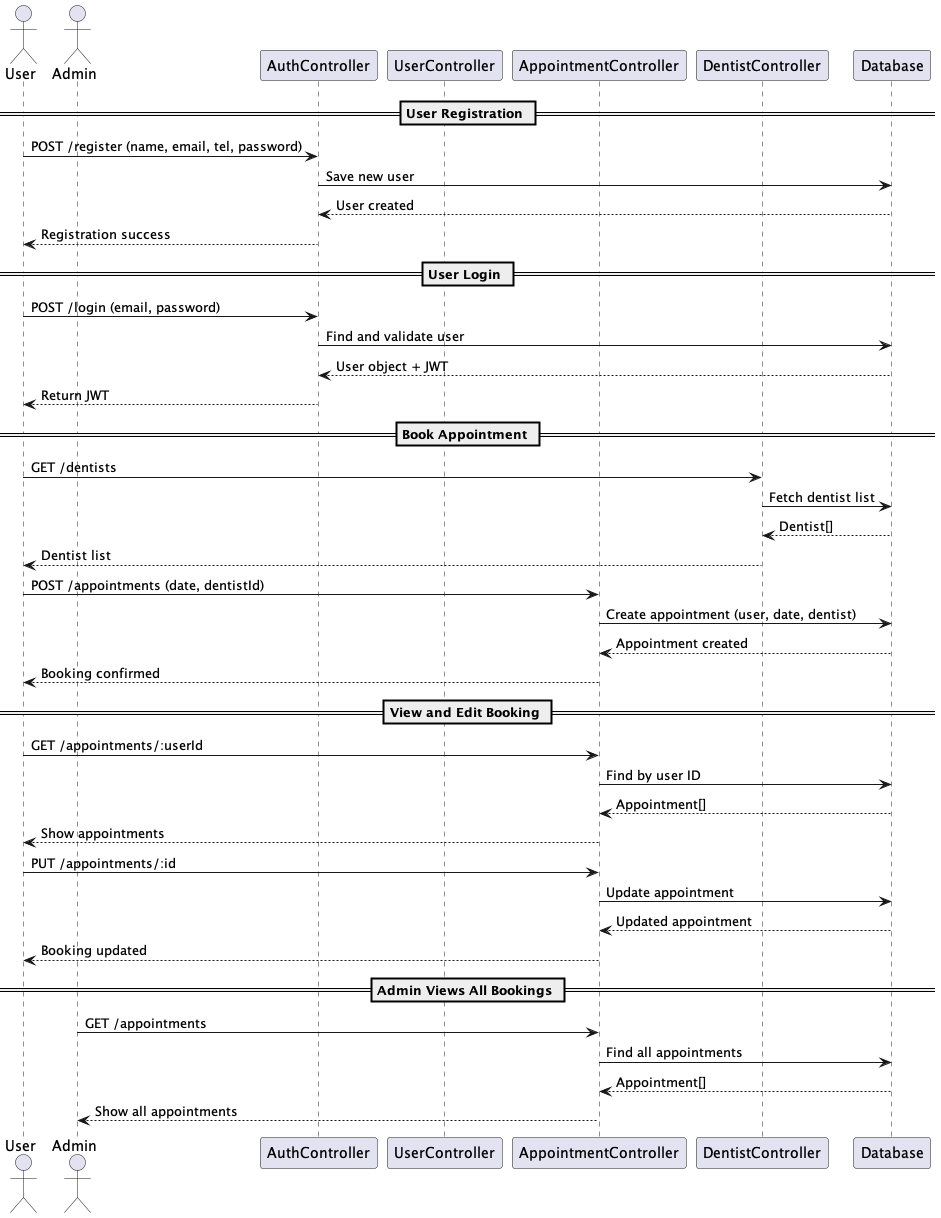 User Admin
AuthController UserController AppointmentController DentistController Database
User Registration
POST /register (name, email, tel, password)
Save new user
User created
Registration success
User Login
POST /login (email, password)
Find and validate user
User object + JWT
Return JWT
Book Appointment
GET /dentists
Fetch dentist list
Dentist[]
Dentist list
POST /appointments (date, dentistId)
Create appointment (user, date, dentist)
Appointment created
Booking confirmed
View and Edit Booking
GET /appointments/:userId
Find by user ID
Appointment[]
Show appointments
PUT /appointments/:id
Update appointment
Updated appointment
Booking updated
Admin Views All Bookings
GET /appointments
Find all appointments
Appointment[]
Show all appointments
User Admin
AuthController UserController AppointmentController DentistController Database